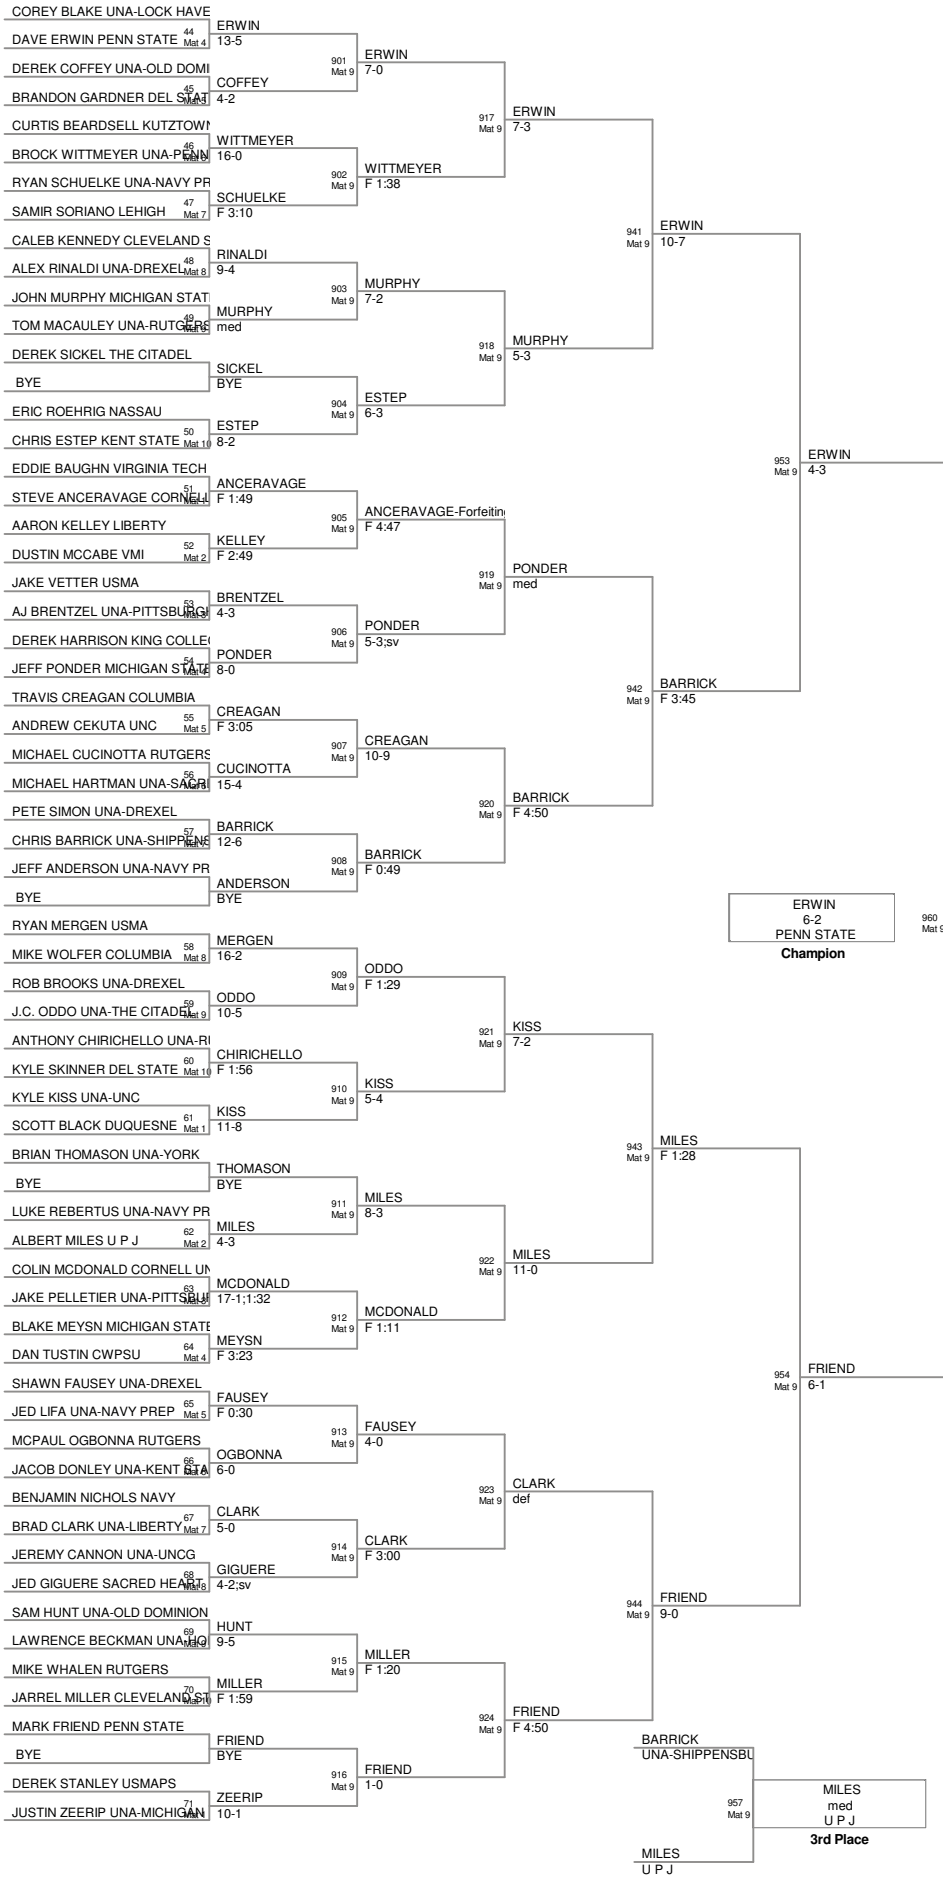 COREY BLAKE UNA-LOCK HAVE
44 ERWIN
DAVE ERWIN PENN STATE Mat 4 13-5
901 ERWIN
Mat 9 7-0
DEREK COFFEY UNA-OLD DOMI
45 COFFEY
BRANDON GARDNER DEL STAT 4-2
917 ERWIN
Mat 9 7-3
CURTIS BEARDSELL KUTZTOWN
46 WITTMEYER
BROCK WITTMEYER UNA-PENN 16-0
902 WITTMEYER
Mat 9 F 1:38
RYAN SCHUELKE UNA-NAVY PR
47 SCHUELKE
SAMIR SORIANO LEHIGH Mat 7 F 3:10
941 ERWIN
Mat 9 10-7
CALEB KENNEDY CLEVELAND S
48 RINALDI
ALEX RINALDI UNA-DREXEL Mat 8 9-4
903 MURPHY
Mat 9 7-2
JOHN MURPHY MICHIGAN STAT
49 MURPHY
TOM MACAULEY UNA-RUTGERS med
918 MURPHY
Mat 9 5-3
DEREK SICKEL THE CITADEL
SICKEL
BYE BYE
904 ESTEP
Mat 9 6-3
ERIC ROEHRIG NASSAU
50 ESTEP
CHRIS ESTEP KENT STATE Mat 10 8-2
953 ERWIN
Mat 9 4-3
EDDIE BAUGHN VIRGINIA TECH
51 ANCERAVAGE
STEVE ANCERAVAGE CORNELL F 1:49
905 ANCERAVAGE-Forfeiting
Mat 9 F 4:47
AARON KELLEY LIBERTY
52 KELLEY
DUSTIN MCCABE VMI Mat 2 F 2:49
919 PONDER
Mat 9 med
JAKE VETTER USMA
53 BRENTZEL
AJ BRENTZEL UNA-PITTSBURGH 4-3
906 PONDER
Mat 9 5-3;sv
DEREK HARRISON KING COLLEG
54 PONDER
JEFF PONDER MICHIGAN STATE 8-0
942 BARRICK
Mat 9 F 3:45
TRAVIS CREAGAN COLUMBIA
55 CREAGAN
ANDREW CEKUTA UNC Mat 5 F 3:05
907 CREAGAN
Mat 9 10-9
MICHAEL CUCINOTTA RUTGERS
56 CUCINOTTA
MICHAEL HARTMAN UNA-SACRE 15-4
920 BARRICK
Mat 9 F 4:50
PETE SIMON UNA-DREXEL
57 BARRICK
CHRIS BARRICK UNA-SHIPPENS 12-6
908 BARRICK
Mat 9 F 0:49
JEFF ANDERSON UNA-NAVY PR
ANDERSON
BYE BYE
ERWIN
6-2
PENN STATE
Champion
960
Mat 9
RYAN MERGEN USMA
58 MERGEN
MIKE WOLFER COLUMBIA Mat 8 16-2
909 ODDO
Mat 9 F 1:29
ROB BROOKS UNA-DREXEL
59 ODDO
J.C. ODDO UNA-THE CITADEL Mat 9 10-5
921 KISS
Mat 9 7-2
ANTHONY CHIRICHELLO UNA-RU
60 CHIRICHELLO
KYLE SKINNER DEL STATE Mat 10 F 1:56
910 KISS
Mat 9 5-4
KYLE KISS UNA-UNC
61 KISS
SCOTT BLACK DUQUESNE Mat 1 11-8
943 MILES
Mat 9 F 1:28
BRIAN THOMASON UNA-YORK
THOMASON
BYE BYE
911 MILES
Mat 9 8-3
LUKE REBERTUS UNA-NAVY PR
62 MILES
ALBERT MILES U P J Mat 2 4-3
922 MILES
Mat 9 11-0
COLIN MCDONALD CORNELL UN
63 MCDONALD
JAKE PELLETIER UNA-PITTSBUR 17-1;1:32
912 MCDONALD
Mat 9 F 1:11
BLAKE MEYSN MICHIGAN STATE
64 MEYSN
DAN TUSTIN CWPSU Mat 4 F 3:23
954 FRIEND
Mat 9 6-1
SHAWN FAUSEY UNA-DREXEL
65 FAUSEY
JED LIFA UNA-NAVY PREP Mat 5 F 0:30
913 FAUSEY
Mat 9 4-0
MCPAUL OGBONNA RUTGERS
66 OGBONNA
JACOB DONLEY UNA-KENT STA 6-0
923 CLARK
Mat 9 def
BENJAMIN NICHOLS NAVY
67 CLARK
BRAD CLARK UNA-LIBERTY Mat 7 5-0
914 CLARK
Mat 9 F 3:00
JEREMY CANNON UNA-UNCG
68 GIGUERE
JED GIGUERE SACRED HEART Mat 8 4-2;sv
944 FRIEND
Mat 9 9-0
SAM HUNT UNA-OLD DOMINION
69 HUNT
LAWRENCE BECKMAN UNA-HO 9-5
915 MILLER
Mat 9 F 1:20
MIKE WHALEN RUTGERS
70 MILLER
JARREL MILLER CLEVELAND ST F 1:59
924 FRIEND
Mat 9 F 4:50
MARK FRIEND PENN STATE
FRIEND
BYE BYE
916 FRIEND
Mat 9 1-0
DEREK STANLEY USMAPS
71 ZEERIP
JUSTIN ZEERIP UNA-MICHIGAN 10-1
BARRICK
UNA-SHIPPENSBU
957
Mat 9
MILES
med
U P J
3rd Place
MILES
U P J